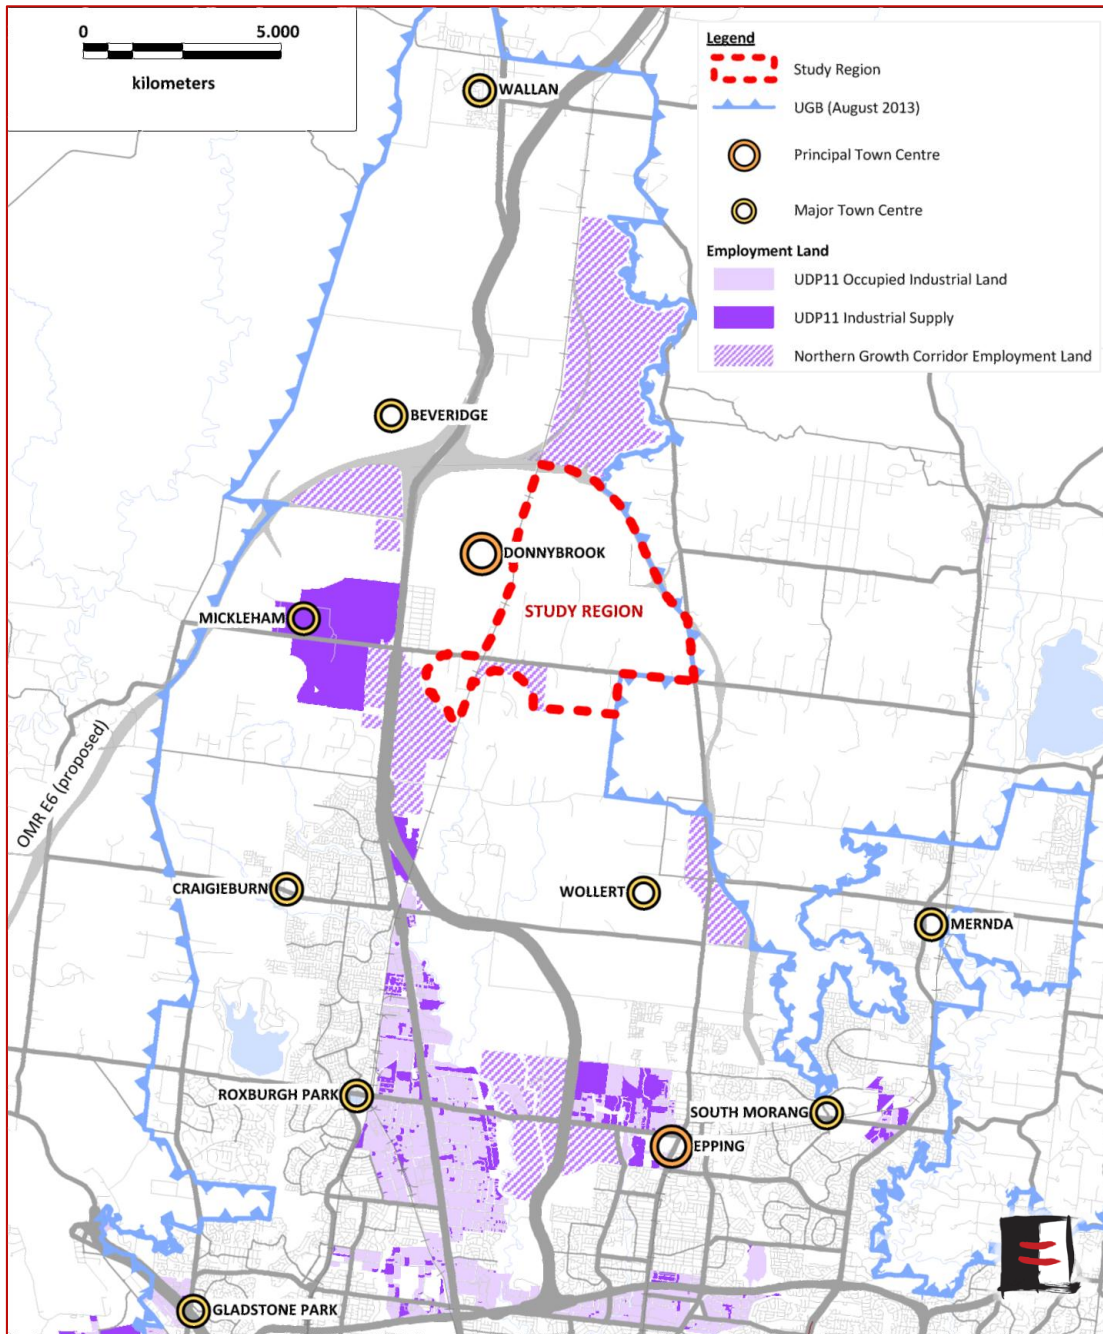 0 5.000
kilometers
Legend
Study Region
UGB (August 2013)
Principal Town Centre
Major Town Centre
Employment Land
UDP11 Occupied Industrial Land
UDP11 Industrial Supply
Northern Growth Corridor Employment Land
WALLAN
BEVERIDGE
DONNYBROOK
STUDY REGION
MICKLEHAM
OMR E6 (proposed)
CRAIGIEBURN
WOLLERT
MERNDA
ROXBURGH PARK
SOUTH MORANG
EPPING
GLADSTONE PARK